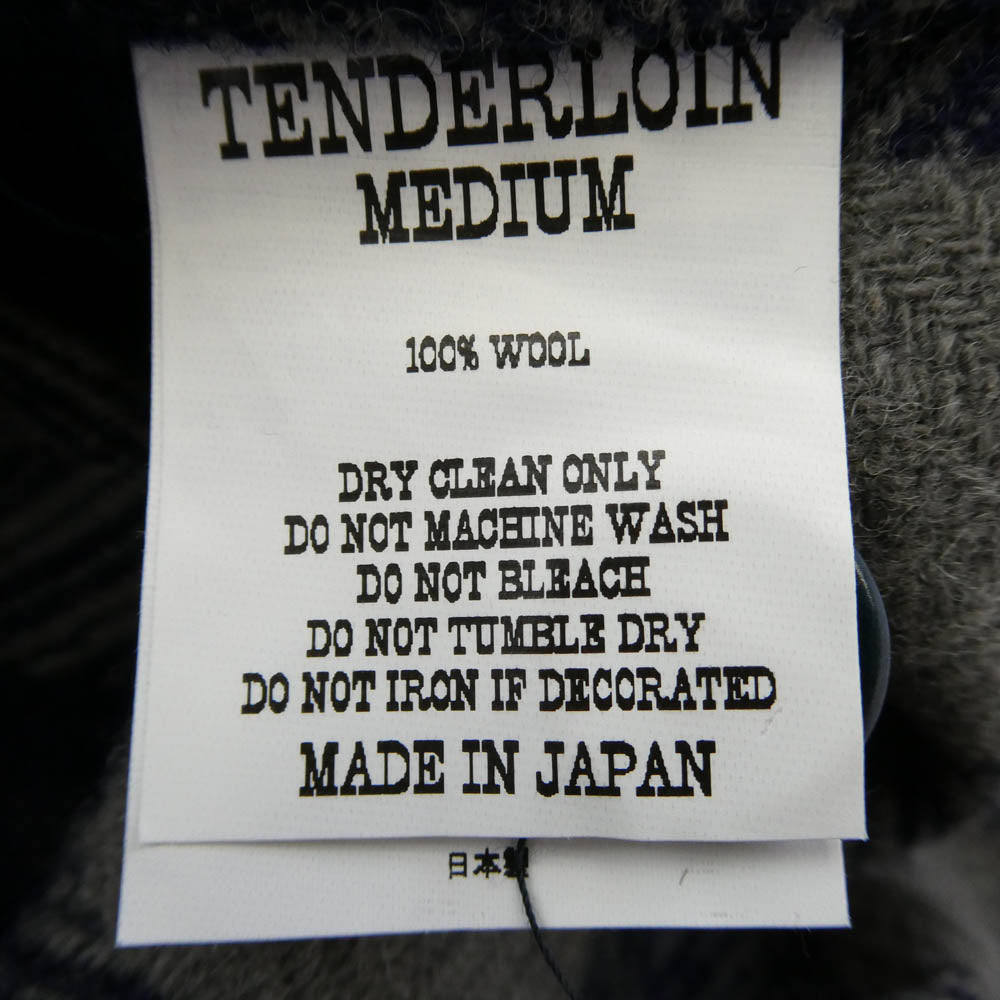 TENDERLOIN
MEDIUM
100% WOOL
DRY CLEAN ONLY
DO NOT MACHINE WASH
DO NOT BLEACH
DO NOT TUMBLE DRY
DO NOT IRON IF DECORATED
MADE IN JAPAN
日本製